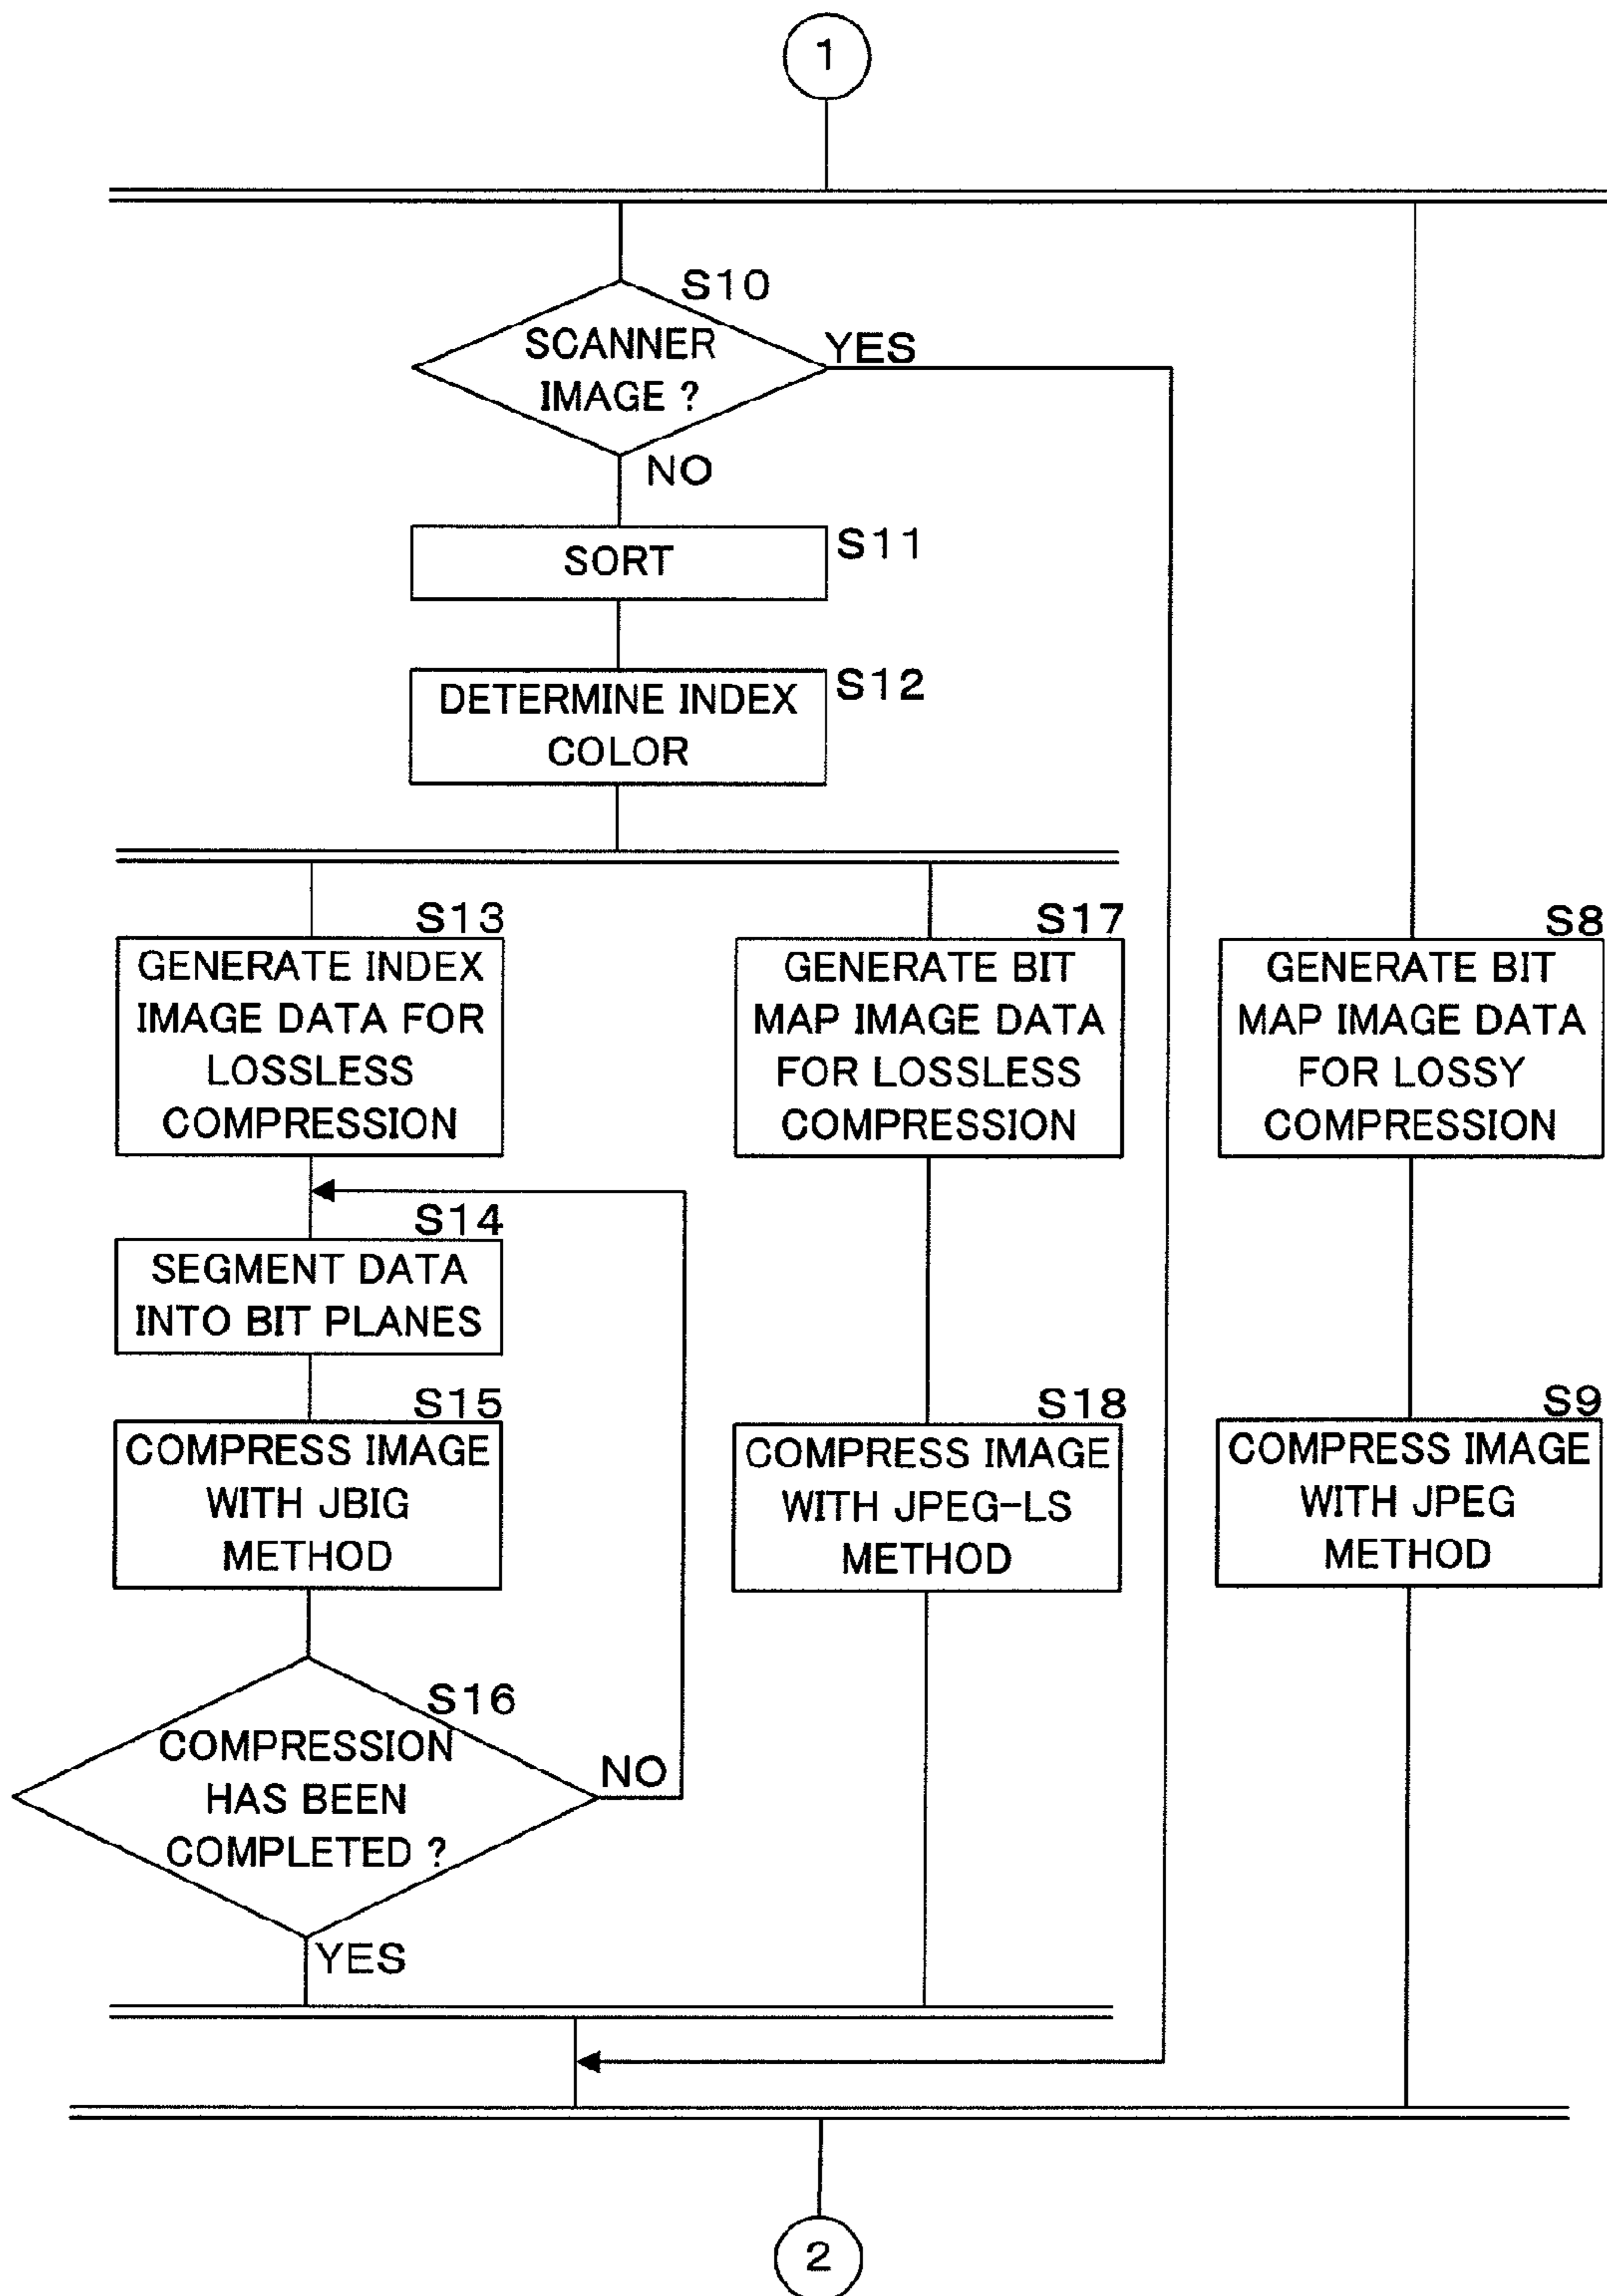 1
S10
SCANNER
IMAGE ?
YES
NO
SORT
S11
DETERMINE INDEX
COLOR
S12
S13
GENERATE INDEX
IMAGE DATA FOR
LOSSLESS
COMPRESSION
S14
SEGMENT DATA
INTO BIT PLANES
S15
COMPRESS IMAGE
WITH JBIG
METHOD
S16
COMPRESSION
HAS BEEN
COMPLETED ?
NO
YES
S17
GENERATE BIT
MAP IMAGE DATA
FOR LOSSLESS
COMPRESSION
S18
COMPRESS IMAGE
WITH JPEG-LS
METHOD
S8
GENERATE BIT
MAP IMAGE DATA
FOR LOSSY
COMPRESSION
S9
COMPRESS IMAGE
WITH JPEG
METHOD
2